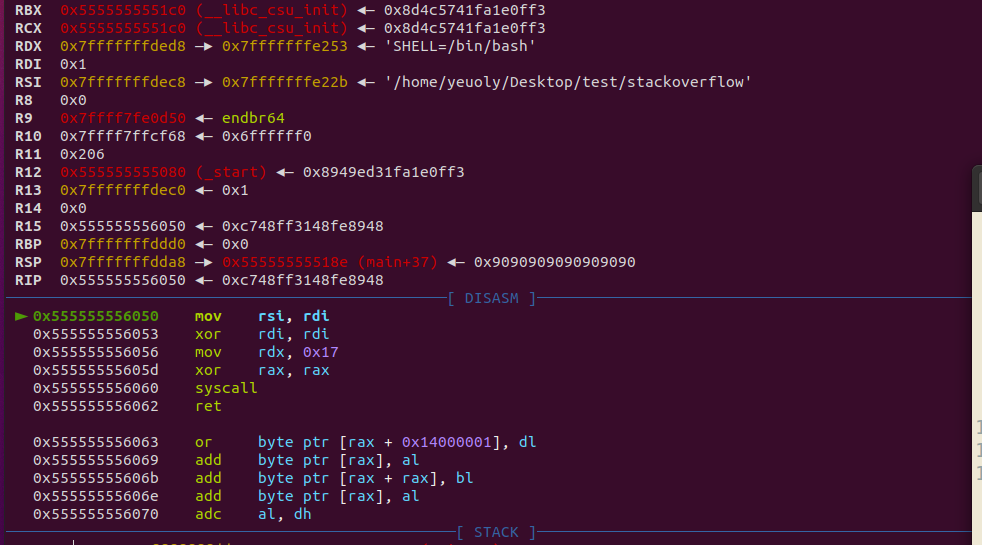 RBX 0x5555555551c0 (__libc_csu_init) ◂— 0x8d4c5741fa1e0ff3
RCX 0x5555555551c0 (__libc_csu_init) ◂— 0x8d4c5741fa1e0ff3
RDX 0x7fffffffded8 —▸ 0x7fffffffe253 ◂— 'SHELL=/bin/bash'
RDI 0x1
RSI 0x7fffffffdec8 —▸ 0x7fffffffe22b ◂— '/home/yeuoly/Desktop/test/stackoverflow'
R8 0x0
R9 0x7ffff7fe0d50 ◂— endbr64
R10 0x7ffff7ffcf68 ◂— 0x6ffffff0
R11 0x206
R12 0x555555555080 (_start) ◂— 0x8949ed31fa1e0ff3
R13 0x7fffffffdec0 ◂— 0x1
R14 0x0
R15 0x555555556050 ◂— 0xc748ff3148fe8948
RBP 0x7fffffffddd0 ◂— 0x0
RSP 0x7fffffffdda8 —▸ 0x55555555518e (main+37) ◂— 0x9090909090909090
RIP 0x555555556050 ◂— 0xc748ff3148fe8948
[ DISASM ]
► 0x555555556050 mov rsi, rdi
0x555555556053 xor rdi, rdi
0x555555556056 mov rdx, 0x17
0x55555555605d xor rax, rax
0x555555556060 syscall
0x555555556062 ret
0x555555556063 or byte ptr [rax + 0x14000001], dl
0x555555556069 add byte ptr [rax], al
0x55555555606b add byte ptr [rax + rax], bl
0x55555555606e add byte ptr [rax], al
0x555555556070 adc al, dh
[ STACK ]